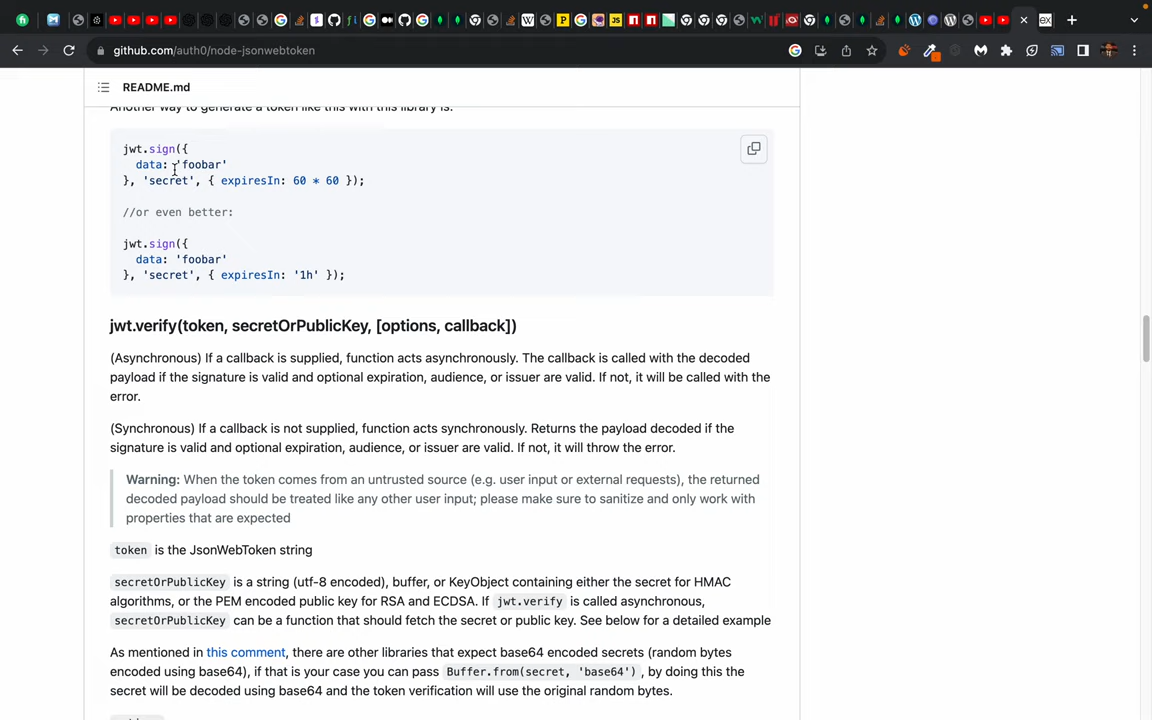 github.com/auth0/node-jsonwebtoken
README.md
Another way to generate a token like this with this library is:
jwt.sign({
  data: 'foobar'
}, 'secret', { expiresIn: 60 * 60 });
//or even better:
jwt.sign({
  data: 'foobar'
}, 'secret', { expiresIn: '1h' });
jwt.verify(token, secretOrPublicKey, [options, callback])
(Asynchronous) If a callback is supplied, function acts asynchronously. The callback is called with the decoded
payload if the signature is valid and optional expiration, audience, or issuer are valid. If not, it will be called with the
error.
(Synchronous) If a callback is not supplied, function acts synchronously. Returns the payload decoded if the
signature is valid and optional expiration, audience, or issuer are valid. If not, it will throw the error.
Warning: When the token comes from an untrusted source (e.g. user input or external requests), the returned
decoded payload should be treated like any other user input; please make sure to sanitize and only work with
properties that are expected
token is the JsonWebToken string
secretOrPublicKey is a string (utf-8 encoded), buffer, or KeyObject containing either the secret for HMAC
algorithms, or the PEM encoded public key for RSA and ECDSA. If jwt.verify is called asynchronous,
secretOrPublicKey can be a function that should fetch the secret or public key. See below for a detailed example
As mentioned in this comment, there are other libraries that expect base64 encoded secrets (random bytes
encoded using base64), if that is your case you can pass Buffer.from(secret, 'base64') , by doing this the
secret will be decoded using base64 and the token verification will use the original random bytes.